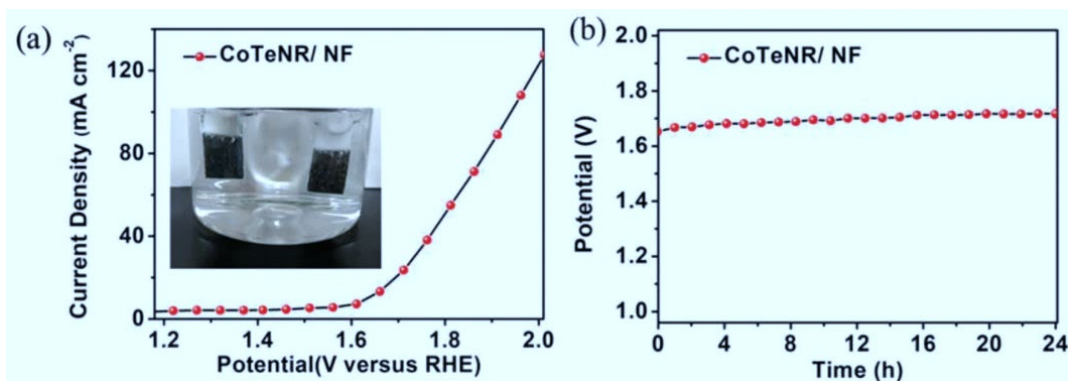 (a)
CoTeNR/ NF
Current Density (mA cm⁻²)
120
80
40
0
1.2 1.4 1.6 1.8 2.0
Potential(V versus RHE)
(b)
CoTeNR/ NF
Potential (V)
2.0
1.8
1.6
1.4
1.2
1.0
0 4 8 12 16 20 24
Time (h)